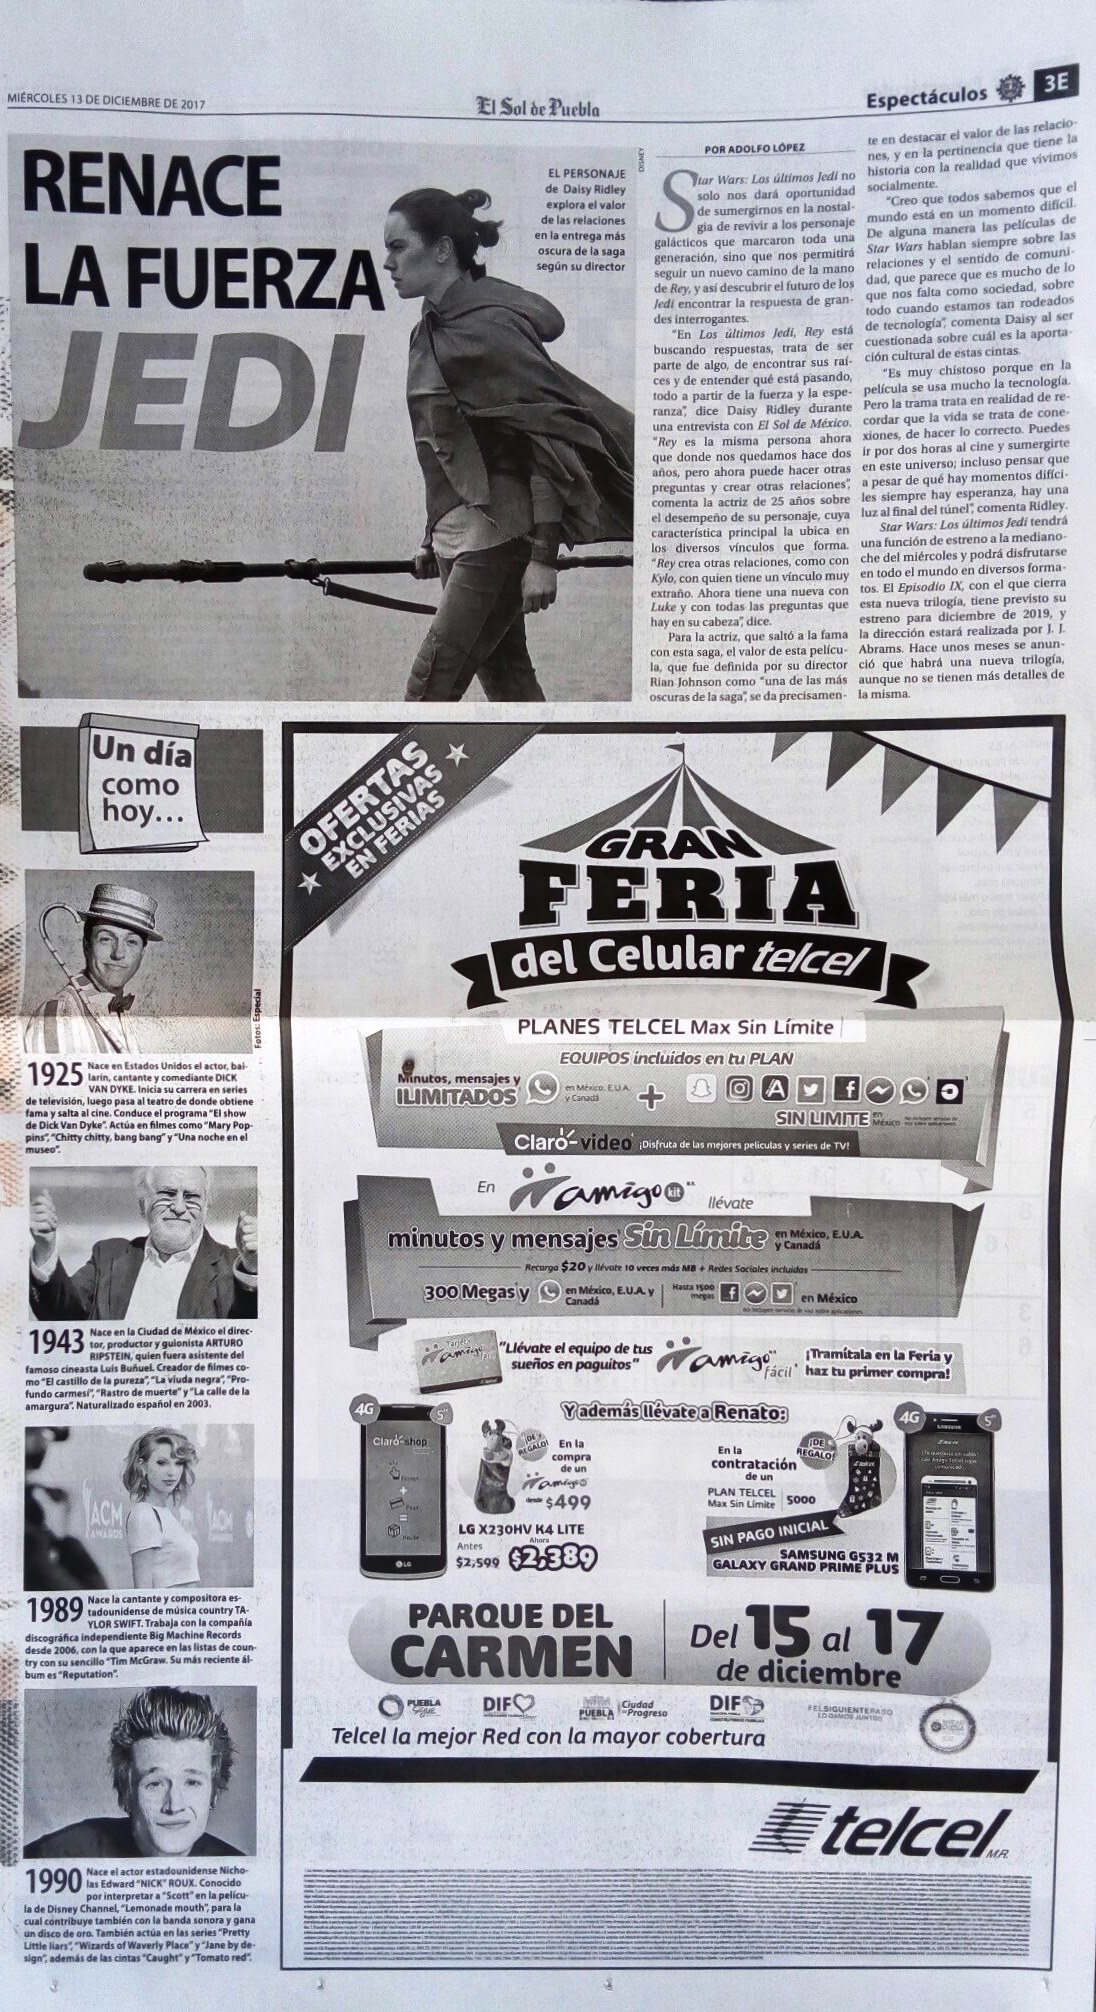 MIÉRCOLES 13 DE DICIEMBRE DE 2017
El Sol de Puebla
Espectáculos
3E
RENACE
LA FUERZA
JEDI
EL PERSONAJE
de Daisy Ridley
explora el valor
de las relaciones
en la entrega más
oscura de la saga
según su director
DISNEY
POR ADOLFO LÓPEZ
Star Wars: Los últimos Jedi no
solo nos dará oportunidad
de sumergirnos en la nostal-
gia de revivir a los personaje
galácticos que marcaron toda una
generación, sino que nos permitirá
seguir un nuevo camino de la mano
de Rey, y así descubrir el futuro de los
Jedi encontrar la respuesta de gran-
des interrogantes.
"En Los últimos Jedi, Rey está
buscando respuestas, trata de ser
parte de algo, de encontrar sus raí-
ces y de entender qué está pasando,
todo a partir de la fuerza y la espe-
ranza", dice Daisy Ridley durante
una entrevista con El Sol de México.
"Rey es la misma persona ahora
que donde nos quedamos hace dos
años, pero ahora puede hacer otras
preguntas y crear otras relaciones",
comenta la actriz de 25 años sobre
el desempeño de su personaje, cuya
característica principal la ubica en
los diversos vínculos que forma.
"Rey crea otras relaciones, como con
Kylo, con quien tiene un vínculo muy
extraño. Ahora tiene una nueva con
Luke y con todas las preguntas que
hay en su cabeza", dice.
Para la actriz, que saltó a la fama
con esta saga, el valor de esta pelícu-
la, que fue definida por su director
Rian Johnson como "una de las más
oscuras de la saga", se da precisamen-
te en destacar el valor de las relacio-
nes, y en la pertinencia que tiene la
historia con la realidad que vivimos
socialmente.
"Creo que todos sabemos que el
mundo está en un momento difícil.
De alguna manera las películas de
Star Wars hablan siempre sobre las
relaciones y el sentido de comuni-
dad, que parece que es mucho de lo
que nos falta como sociedad, sobre
todo cuando estamos tan rodeados
de tecnología", comenta Daisy al ser
cuestionada sobre cuál es la aporta-
ción cultural de estas cintas.
"Es muy chistoso porque en la
película se usa mucho la tecnología.
Pero la trama trata en realidad de re-
cordar que la vida se trata de cone-
xiones, de hacer lo correcto. Puedes
ir por dos horas al cine y sumergirte
en este universo; incluso pensar que
a pesar de qué hay momentos difíci-
les siempre hay esperanza, hay una
luz al final del túnel", comenta Ridley.
Star Wars: Los últimos Jedi tendrá
una función de estreno a la mediano-
che del miércoles y podrá disfrutarse
en todo el mundo en diversos forma-
tos. El Episodio IX, con el que cierra
esta nueva trilogía, tiene previsto su
estreno para diciembre de 2019, y
la dirección estará realizada por J. J.
Abrams. Hace unos meses se anun-
ció que habrá una nueva trilogía,
aunque no se tienen más detalles de
la misma.
Un día
como
hoy...
Fotos: Especial
1925 Nace en Estados Unidos el actor, bai-
larín, cantante y comediante DICK
VAN DYKE. Inicia su carrera en series
de televisión, luego pasa al teatro de donde obtiene
fama y salta al cine. Conduce el programa "El show
de Dick Van Dyke". Actúa en filmes como "Mary Pop-
pins", "Chitty chitty, bang bang" y "Una noche en el
museo".
1943 Nace en la Ciudad de México el direc-
tor, productor y guionista ARTURO
RIPSTEIN, quien fuera asistente del
famoso cineasta Luis Buñuel. Creador de filmes co-
mo "El castillo de la pureza", "La viuda negra", "Pro-
fundo carmesí", "Rastro de muerte" y "La calle de la
amargura". Naturalizado español en 2003.
ACM
AWARDS
1989 Nace la cantante y compositora es-
tadounidense de música country TA-
YLOR SWIFT. Trabaja con la compañía
discográfica independiente Big Machine Records
desde 2006, con la que aparece en las listas de coun-
try con su sencillo "Tim McGraw. Su más reciente ál-
bum es "Reputation".
1990 Nace el actor estadounidense Nicho-
las Edward "NICK" ROUX. Conocido
por interpretar a "Scott" en la pelícu-
la de Disney Channel, "Lemonade mouth", para la
cual contribuye también con la banda sonora y gana
un disco de oro. También actúa en las series "Pretty
Little liars", "Wizards of Waverly Place" y "Jane by de-
sign", además de las cintas "Caught" y "Tomato red".
OFERTAS
EXCLUSIVAS
EN FERIAS
GRAN
FERIA
del Celular telcel
PLANES TELCEL Max Sin Límite
EQUIPOS incluidos en tu PLAN
Minutos, mensajes y
ILIMITADOS
en México, E.U.A.
y Canadá
+
SIN LIMITE en México
Claro-video ¡Disfruta de las mejores películas y series de TV!
En amigo kit llévate
minutos y mensajes Sin Límite en México, E.U.A.
y Canadá
Recarga $20 y llévate 10 veces más MB + Redes Sociales incluidas
300 Megas y en México, E.U.A. y
Canadá
Hasta 1500
megas
en México
"Llévate el equipo de tus
sueños en paguitos"
amigo fácil
¡Tramítala en la Feria y
haz tu primer compra!
Y además llévate a Renato:
4G
5"
Claro-shop
LG
¡DE REGALO!
En la
compra
de un
amigo
desde $499
LG X230HV K4 LITE
Antes
$2,599
Ahora
$2,389
En la
contratación
de un
PLAN TELCEL
Max Sin Límite
5000
¡DE REGALO!
SIN PAGO INICIAL
SAMSUNG G532 M
GALAXY GRAND PRIME PLUS
4G
5"
SAMSUNG
PARQUE DEL
CARMEN
Del 15 al 17
de diciembre
PUEBLA
Sigue
DIF
PUEBLA
Ciudad de Progreso
DIF
#ELSIGUIENTEPASO
LO DAMOS JUNTOS
Telcel la mejor Red con la mayor cobertura
telcel M.R.